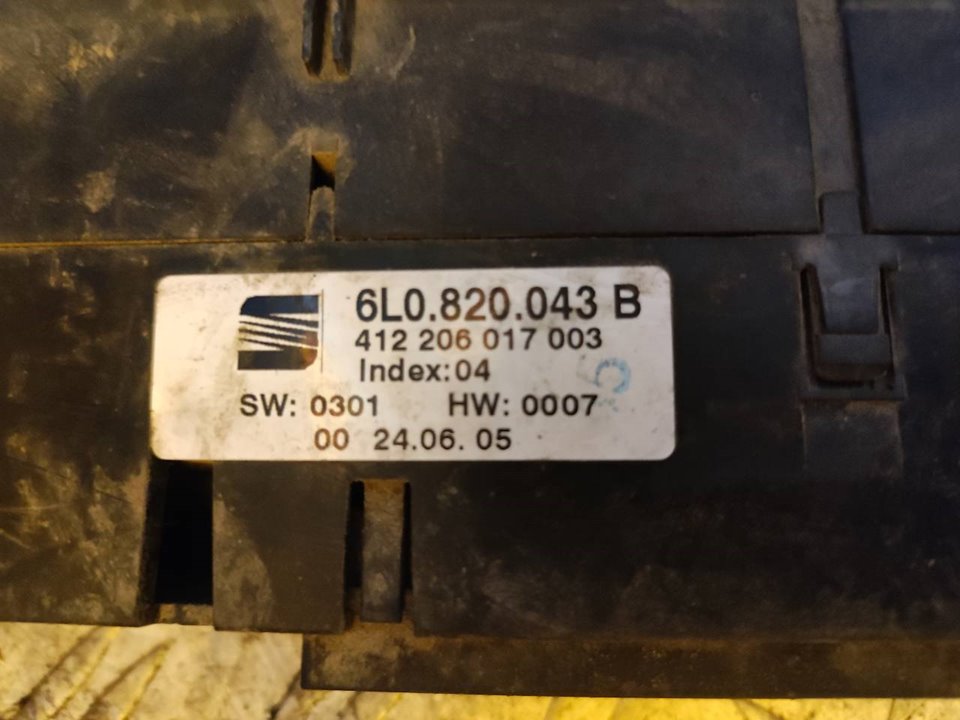 6L0.820.043 B
412 206 017 003
Index:04
SW: 0301 HW: 0007
00 24.06.05